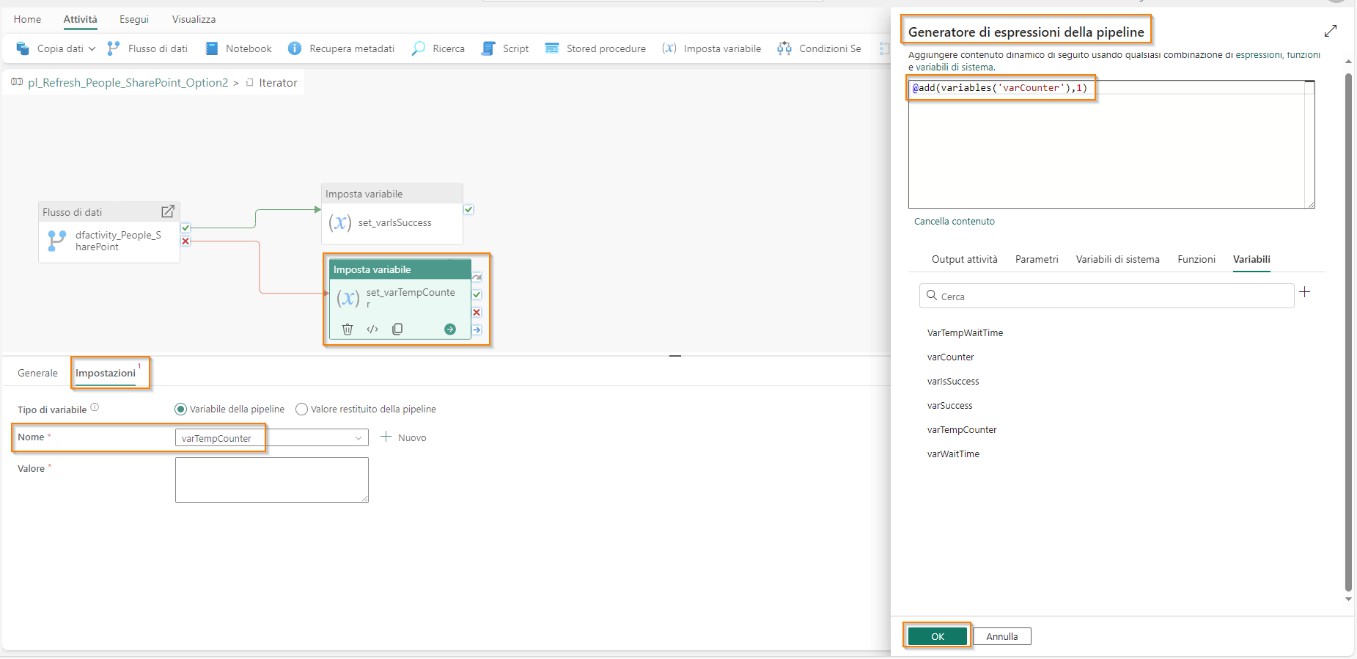 Home Attività Esegui Visualizza
Copia dati Flusso di dati Notebook Recupera metadati Ricerca Script Stored procedure (x) Imposta variabile Condizioni Se
pl_Refresh_People_SharePoint_Option2 > Iterator
Imposta variabile
(x) set_varIsSuccess
Flusso di dati
dfactivity_People_S
harePoint
Imposta variabile
(x) set_varTempCounte
r
Generale Impostazioni 1
Tipo di variabile Variabile della pipeline Valore restituito della pipeline
Nome * varTempCounter + Nuovo
Valore *
Generatore di espressioni della pipeline
Aggiungere contenuto dinamico di seguito usando qualsiasi combinazione di espressioni, funzioni
e variabili di sistema.
@add(variables('varCounter'),1)
Cancella contenuto
Output attività Parametri Variabili di sistema Funzioni Variabili
Cerca
VarTempWaitTime
varCounter
varIsSuccess
varSuccess
varTempCounter
varWaitTime
OK Annulla